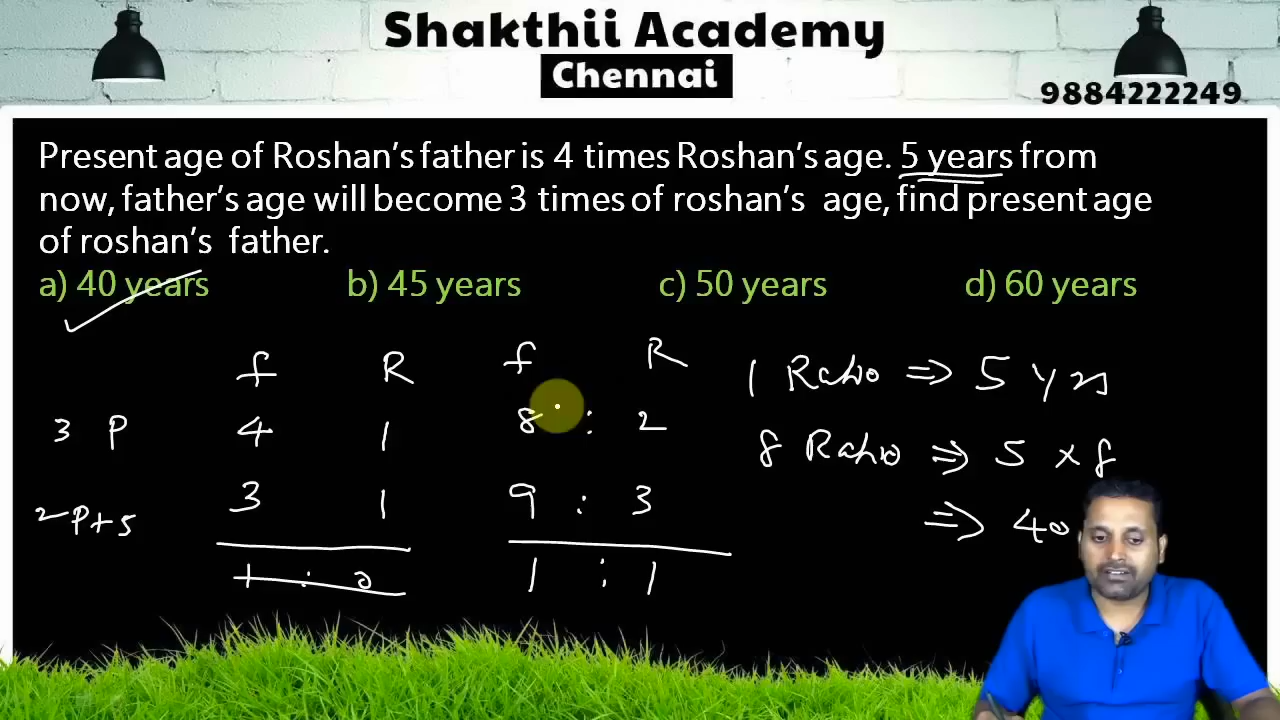 Shakthii Academy
Chennai
9884222249
Present age of Roshan's father is 4 times Roshan's age. 5 years from
now, father's age will become 3 times of roshan's age, find present age
of roshan's father.
a) 40 years b) 45 years c) 50 years d) 60 years
f R f R 1 Ratio ⇒ 5 yrs
3 P 4 1 8 : 2 8 Ratio ⇒ 5 × 8
2 P+5 3 1 9 : 3 ⇒ 40
1 : 0 1 : 1